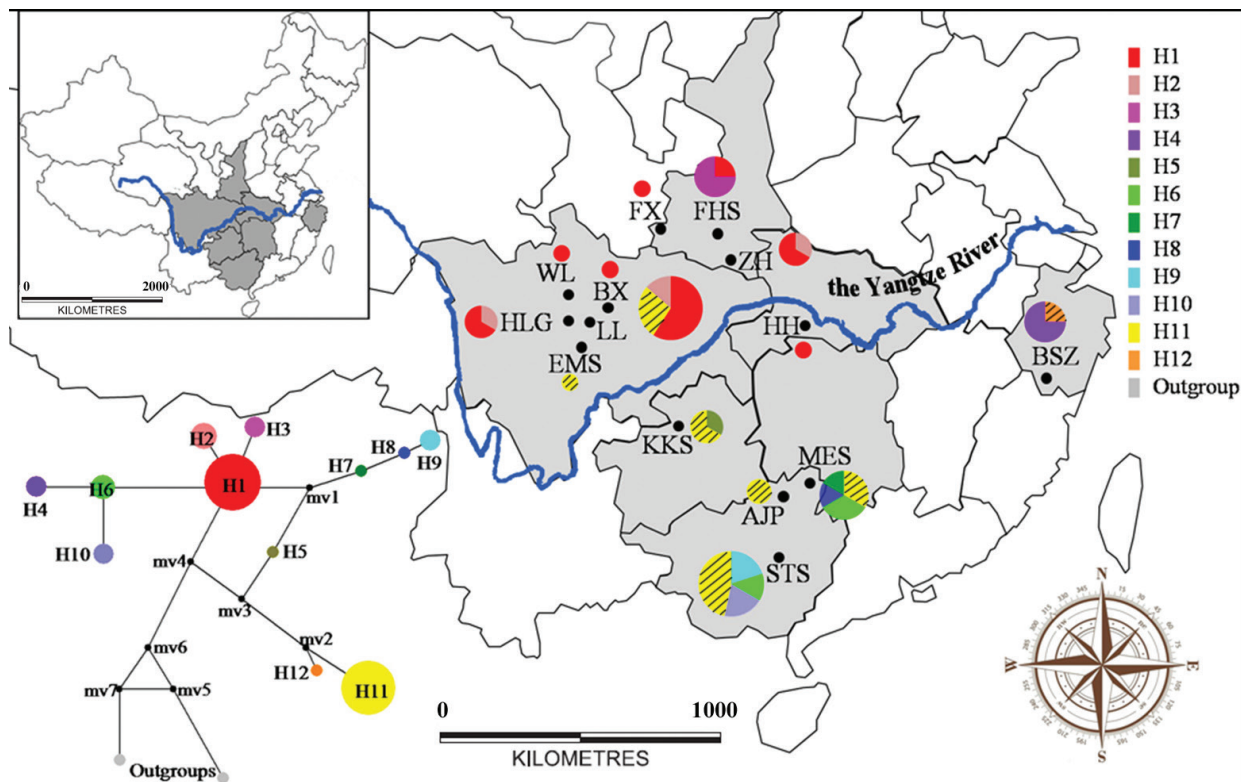 0 2000
KILOMETRES
FX
FHS
ZH
WL
BX
HLG
LL
EMS
HH
the Yangtze River
BSZ
KKS
MES
AJP
STS
H1
H2
H3
H4
H5
H6
H7
H8
H9
H10
H11
H12
Outgroup
H2
H3
H1
H7
H8
H9
H4
H6
mv1
H10
H5
mv4
mv3
mv2
mv6
H12
H11
mv7
mv5
Outgroups
0 1000
KILOMETRES
N
W
E
S